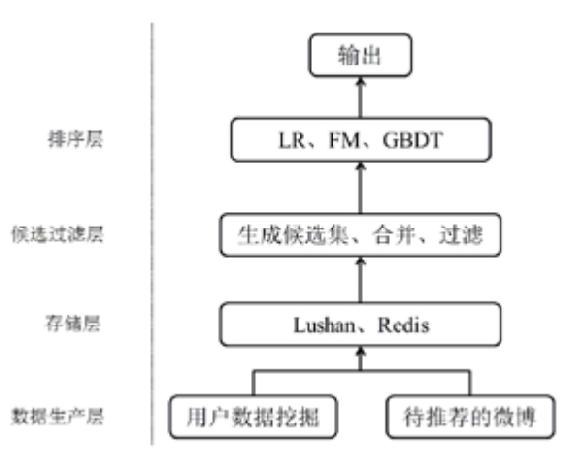 输出
排序层
LR、FM、GBDT
候选过滤层
生成候选集、合并、过滤
存储层
Lushan、Redis
数据生产层
用户数据挖掘
待推荐的微博